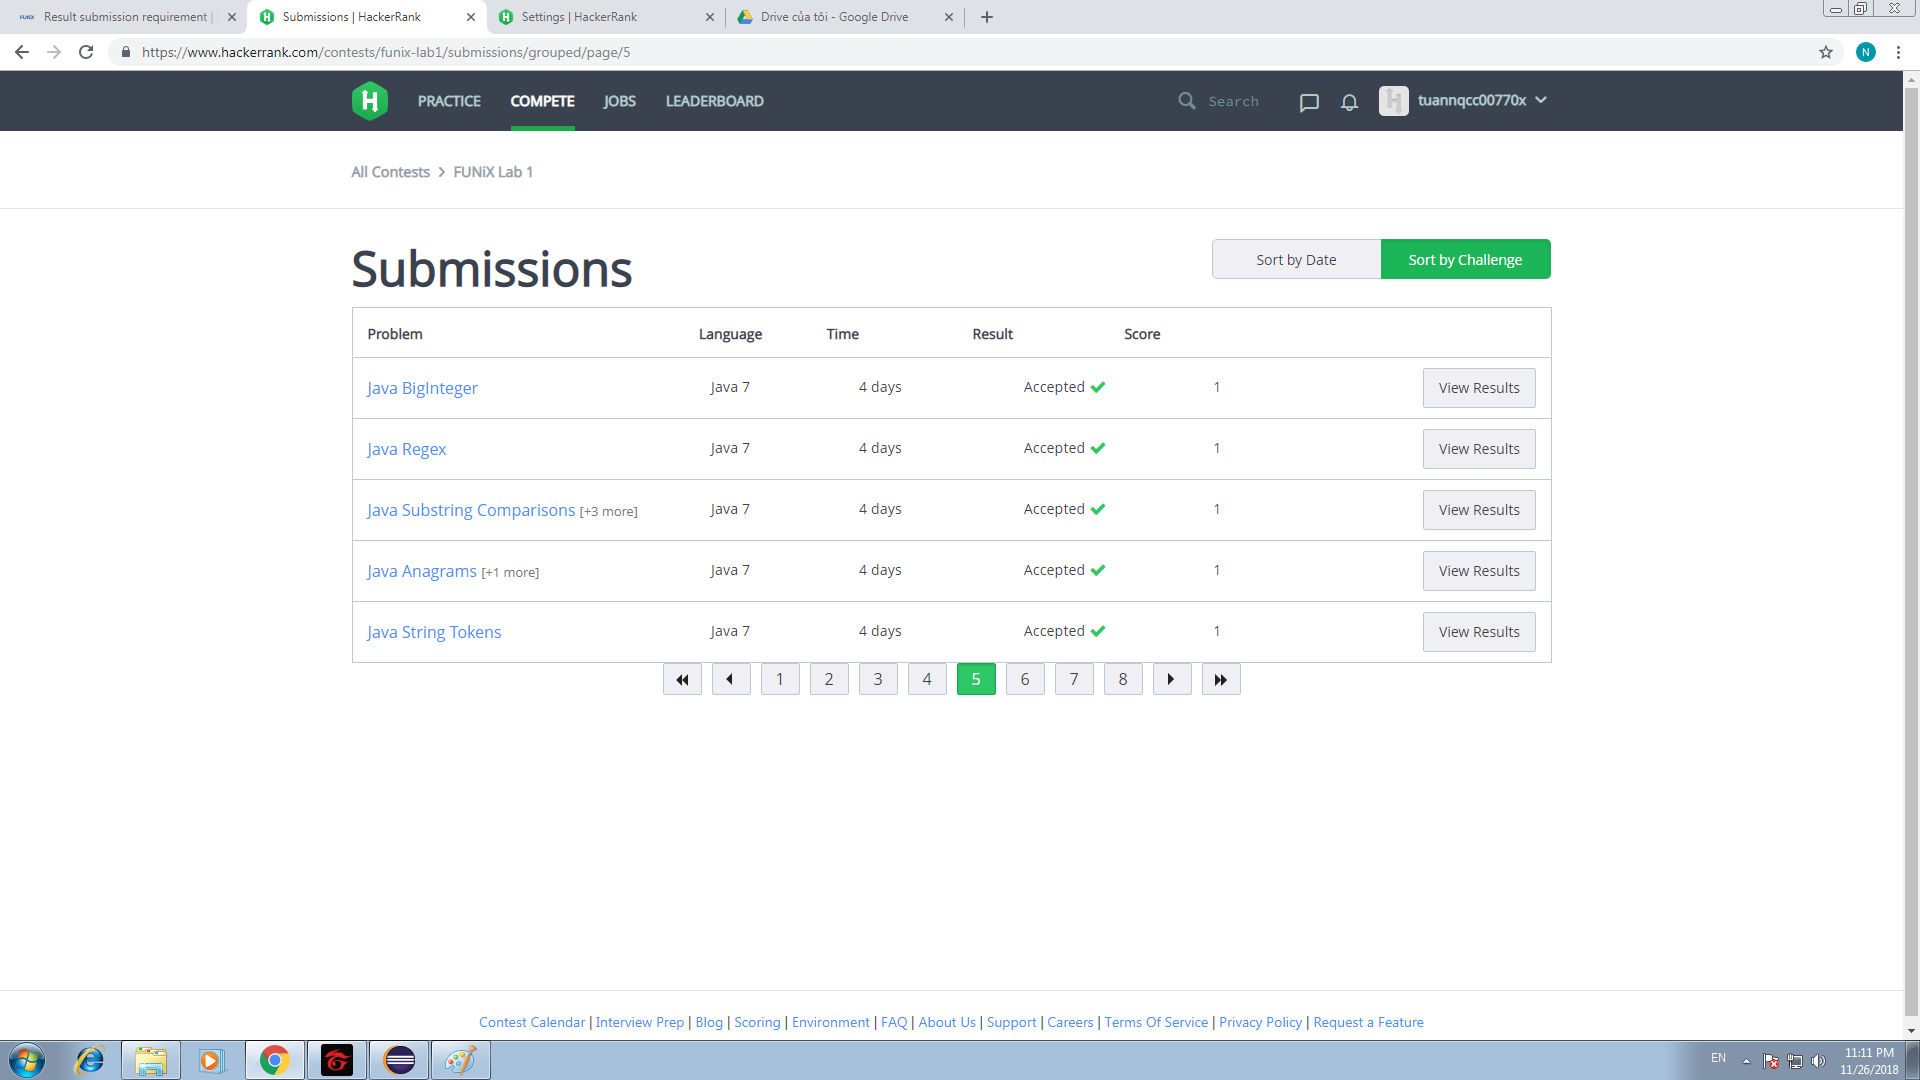 Result submission requirement |
Submissions | HackerRank
Settings | HackerRank
Drive của tôi - Google Drive
https://www.hackerrank.com/contests/funix-lab1/submissions/grouped/page/5
N
H
PRACTICE
COMPETE
JOBS
LEADERBOARD
Search
tuannqcc00770x
All Contests > FUNiX Lab 1
Submissions
Sort by Date
Sort by Challenge
Problem Language Time Result Score
Java BigInteger Java 7 4 days Accepted 1 View Results
Java Regex Java 7 4 days Accepted 1 View Results
Java Substring Comparisons [+3 more] Java 7 4 days Accepted 1 View Results
Java Anagrams [+1 more] Java 7 4 days Accepted 1 View Results
Java String Tokens Java 7 4 days Accepted 1 View Results
1 2 3 4 5 6 7 8
Contest Calendar | Interview Prep | Blog | Scoring | Environment | FAQ | About Us | Support | Careers | Terms Of Service | Privacy Policy | Request a Feature
EN
11:11 PM
11/26/2018